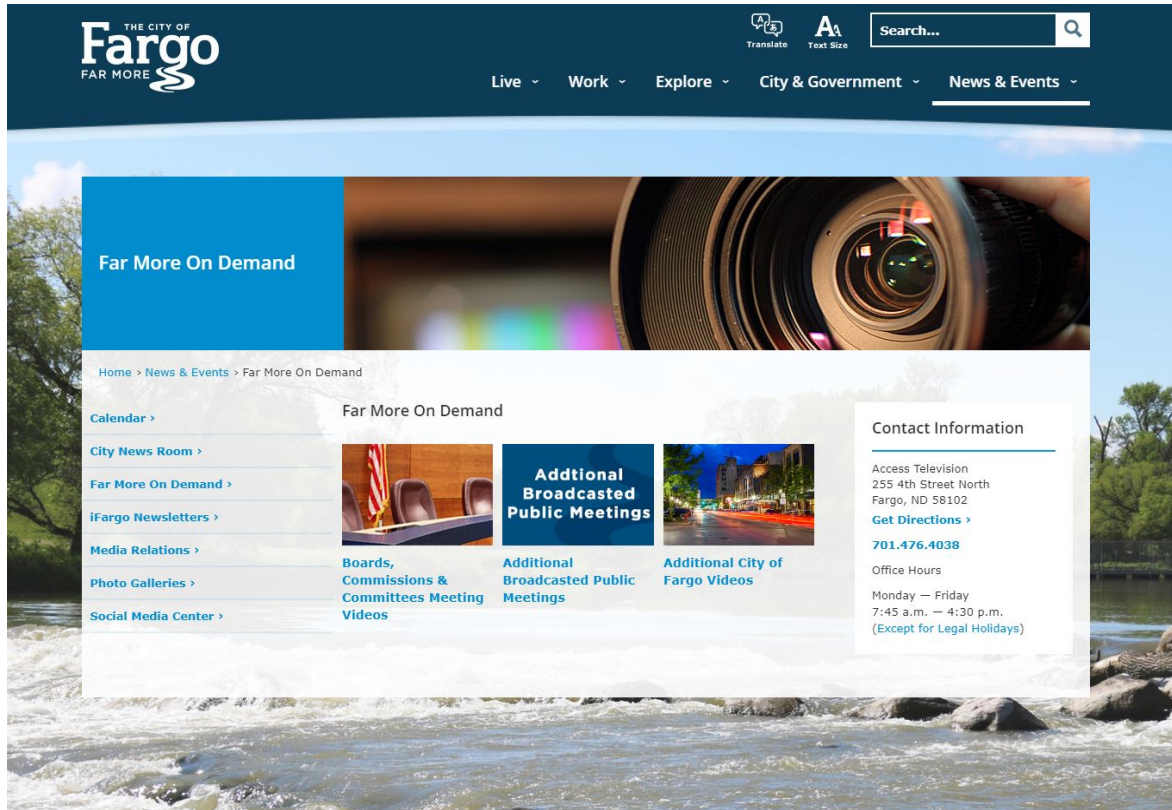 THE CITY OF
Fargo
FAR MORE
Translate
Text Size
Search...
Live
Work
Explore
City & Government
News & Events
Far More On Demand
Home › News & Events › Far More On Demand
Calendar ›
City News Room ›
Far More On Demand ›
iFargo Newsletters ›
Media Relations ›
Photo Galleries ›
Social Media Center ›
Far More On Demand
Addtional
Broadcasted
Public Meetings
Boards,
Commissions &
Committees Meeting
Videos
Additional
Broadcasted Public
Meetings
Additional City of
Fargo Videos
Contact Information
Access Television
255 4th Street North
Fargo, ND 58102
Get Directions ›
701.476.4038
Office Hours
Monday — Friday
7:45 a.m. — 4:30 p.m.
(Except for Legal Holidays)